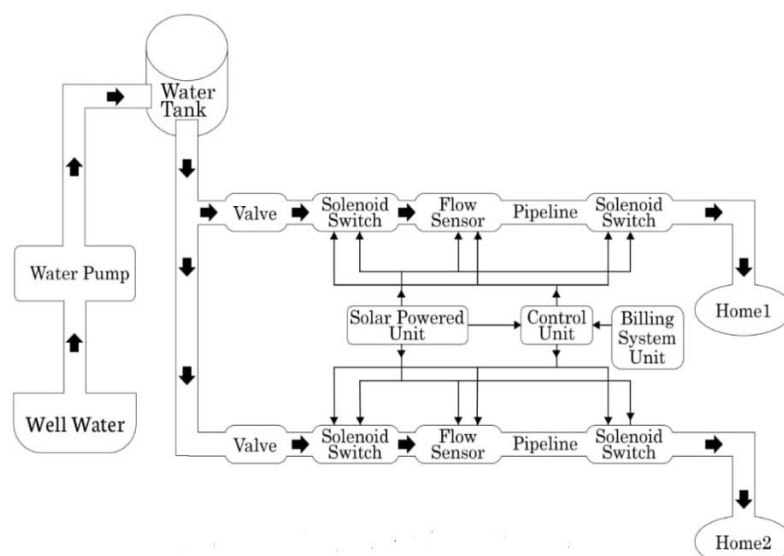 Water
Tank
Valve
Solenoid
Switch
Flow
Sensor
Pipeline
Solenoid
Switch
Water Pump
Solar Powered
Unit
Control
Unit
Billing
System
Unit
Home1
Well Water
Valve
Solenoid
Switch
Flow
Sensor
Pipeline
Solenoid
Switch
Home2